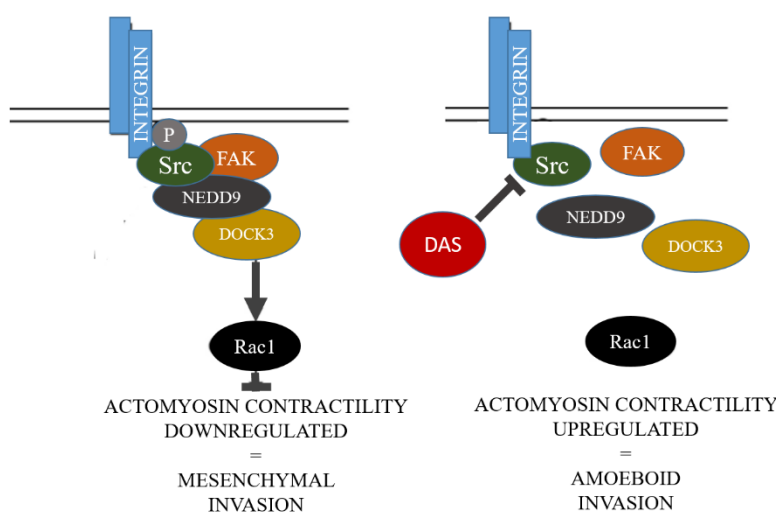 INTEGRIN
P
Src
FAK
NEDD9
DOCK3
Rac1
ACTOMYOSIN CONTRACTILITY
DOWNREGULATED
=
MESENCHYMAL
INVASION
INTEGRIN
Src
FAK
NEDD9
DAS
DOCK3
Rac1
ACTOMYOSIN CONTRACTILITY
UPREGULATED
=
AMOEBOID
INVASION